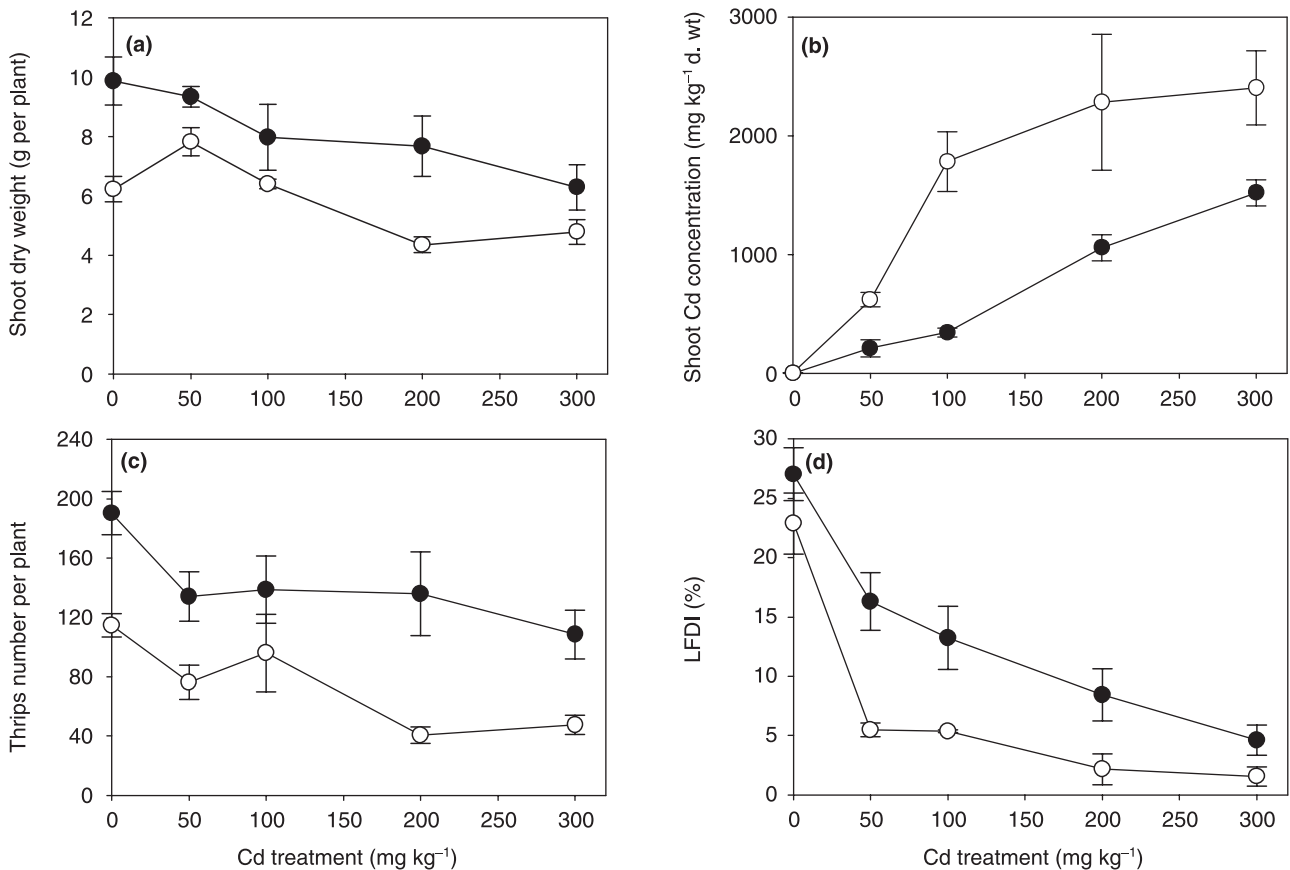 (a)
Shoot dry weight (g per plant)
12
10
8
6
4
2
0
0 50 100 150 200 250 300
(b)
Shoot Cd concentration (mg kg⁻¹ d. wt)
3000
2000
1000
0
0 50 100 150 200 250 300
(c)
Thrips number per plant
240
200
160
120
80
40
0
0 50 100 150 200 250 300
Cd treatment (mg kg⁻¹)
(d)
LFDI (%)
30
25
20
15
10
5
0
0 50 100 150 200 250 300
Cd treatment (mg kg⁻¹)